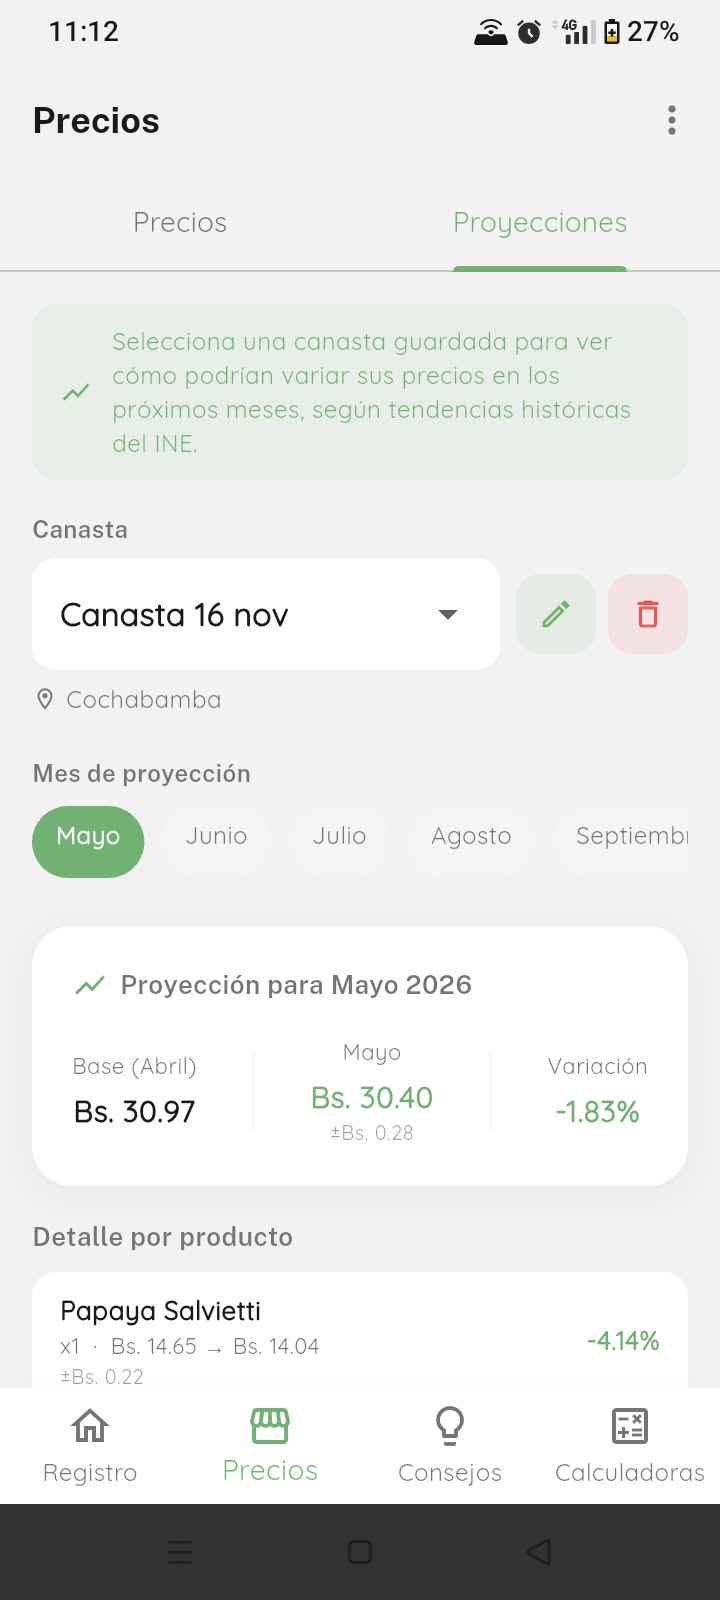 11:12
4G
27%
Precios
Precios
Proyecciones
Selecciona una canasta guardada para ver
cómo podrían variar sus precios en los
próximos meses, según tendencias históricas
del INE.
Canasta
Canasta 16 nov
Cochabamba
Mes de proyección
Mayo
Junio
Julio
Agosto
Septiembr
Proyección para Mayo 2026
Base (Abril)
Bs. 30.97
Mayo
Bs. 30.40
±Bs. 0.28
Variación
-1.83%
Detalle por producto
Papaya Salvietti
x1 · Bs. 14.65 → Bs. 14.04
±Bs. 0.22
-4.14%
Registro
Precios
Consejos
Calculadoras